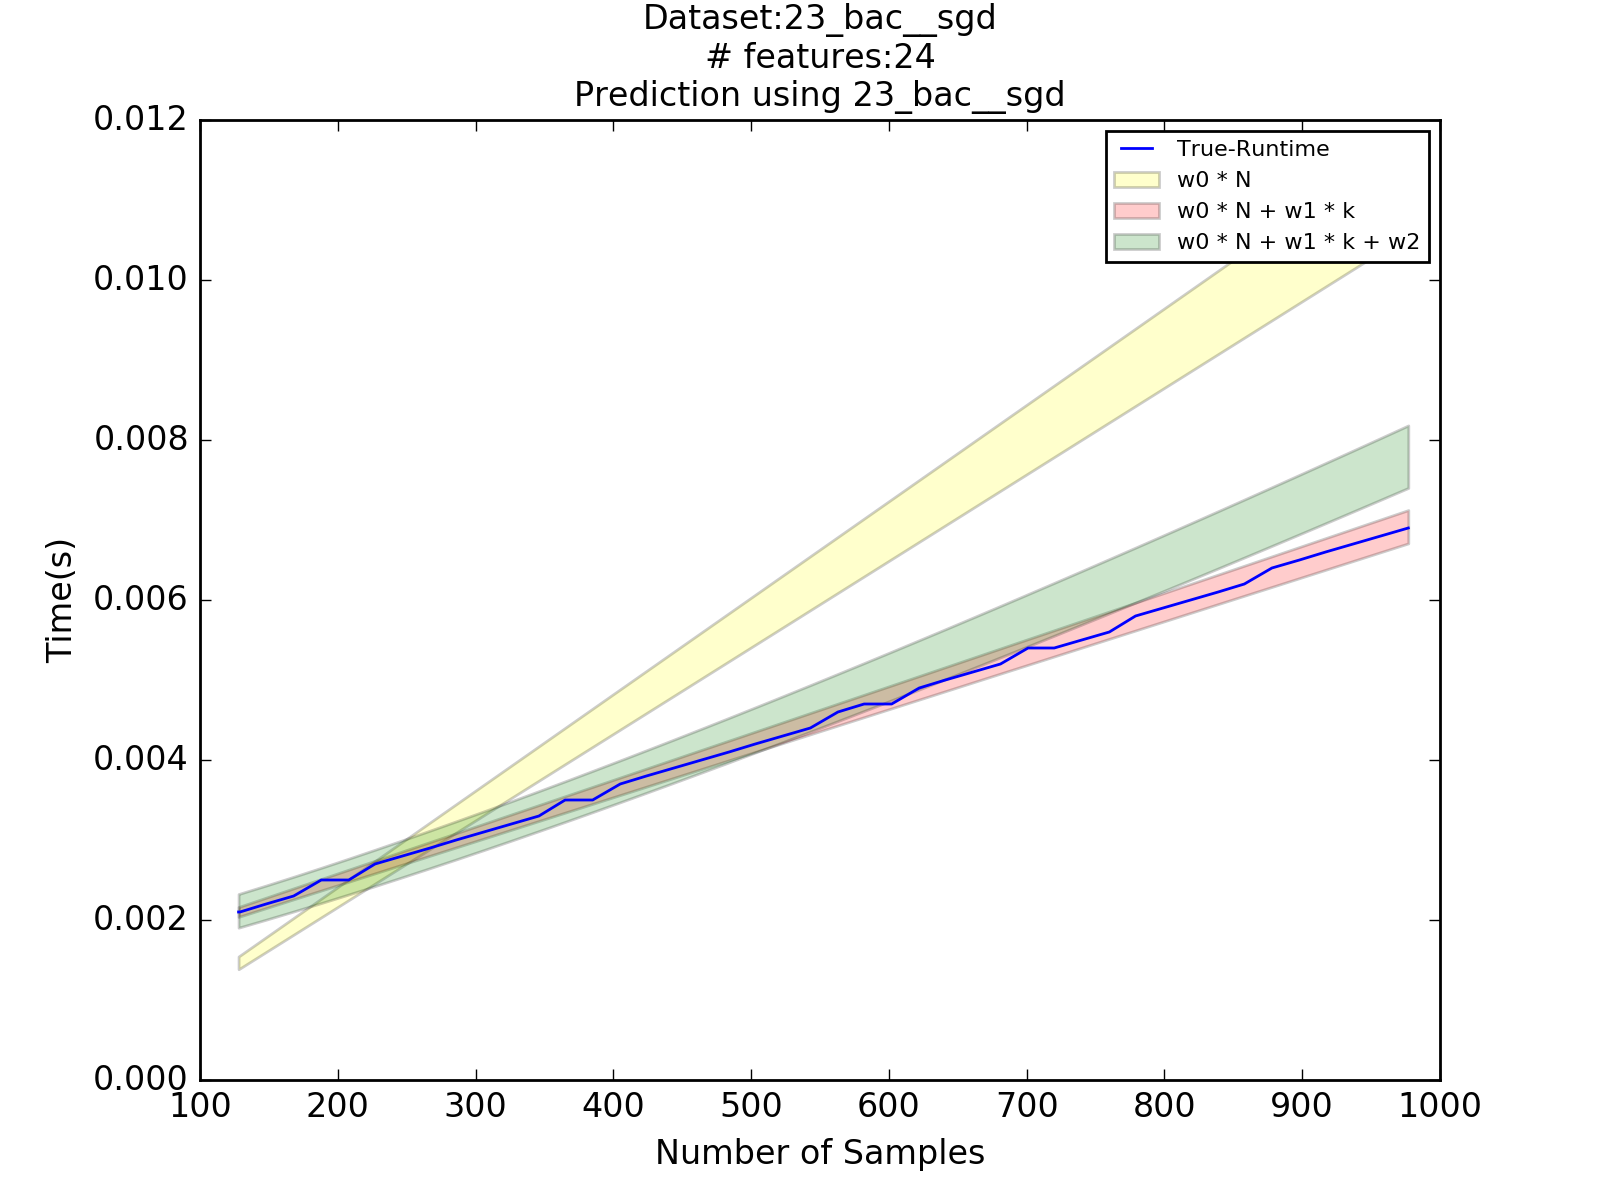 Dataset:23_bac__sgd
# features:24
Prediction using 23_bac__sgd
True-Runtime
w0 * N
w0 * N + w1 * k
w0 * N + w1 * k + w2
0.012
0.010
0.008
0.006
0.004
0.002
0.000
Time(s)
100 200 300 400 500 600 700 800 900 1000
Number of Samples